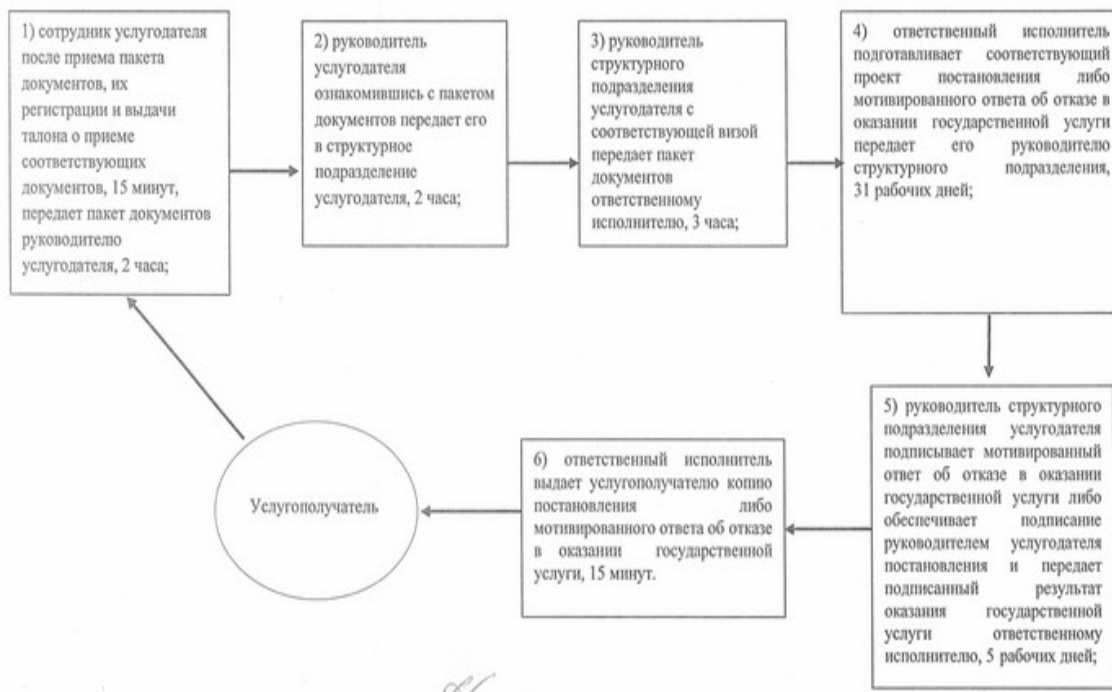 1) сотрудник услугодателя
после приема пакета
документов, их
регистрации и выдачи
талона о приеме
соответствующих
документов, 15 минут,
передает пакет документов
руководителю
услугодателя, 2 часа;
2) руководитель
услугодателя
ознакомившись с пакетом
документов передает его
в структурное
подразделение
услугодателя, 2 часа;
3) руководитель
структурного
подразделения
услугодателя с
соответствующей визой
передает пакет
документов
ответственному
исполнителю, 3 часа;
4) ответственный исполнитель
подготавливает соответствующий
проект постановления либо
мотивированного ответа об отказе в
оказании государственной услуги
передает его руководителю
структурного подразделения,
31 рабочих дней;
5) руководитель структурного
подразделения услугодателя
подписывает мотивированный
ответ об отказе в оказании
государственной услуги либо
обеспечивает подписание
руководителем услугодателя
постановления и передает
подписанный результат
оказания государственной
услуги ответственному
исполнителю, 5 рабочих дней;
6) ответственный исполнитель
выдает услугополучателю копию
постановления либо
мотивированного ответа об отказе
в оказании государственной
услуги, 15 минут.
Услугополучатель